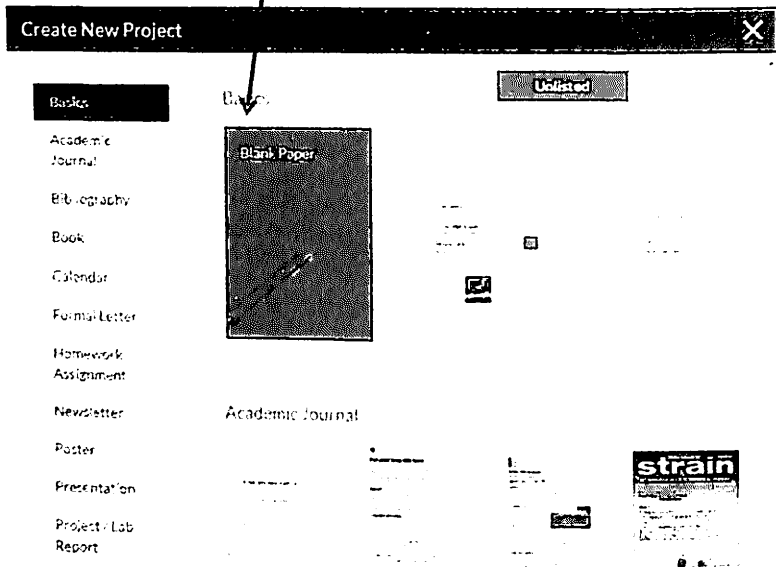 Create New Project
Basics
Academic
Journal
Bibliography
Book
Calendar
Formal Letter
Homework
Assignment
Newsletter
Poster
Presentation
Project / Lab
Report
Basics
Unlisted
Blank Paper
Academic Journal
strain